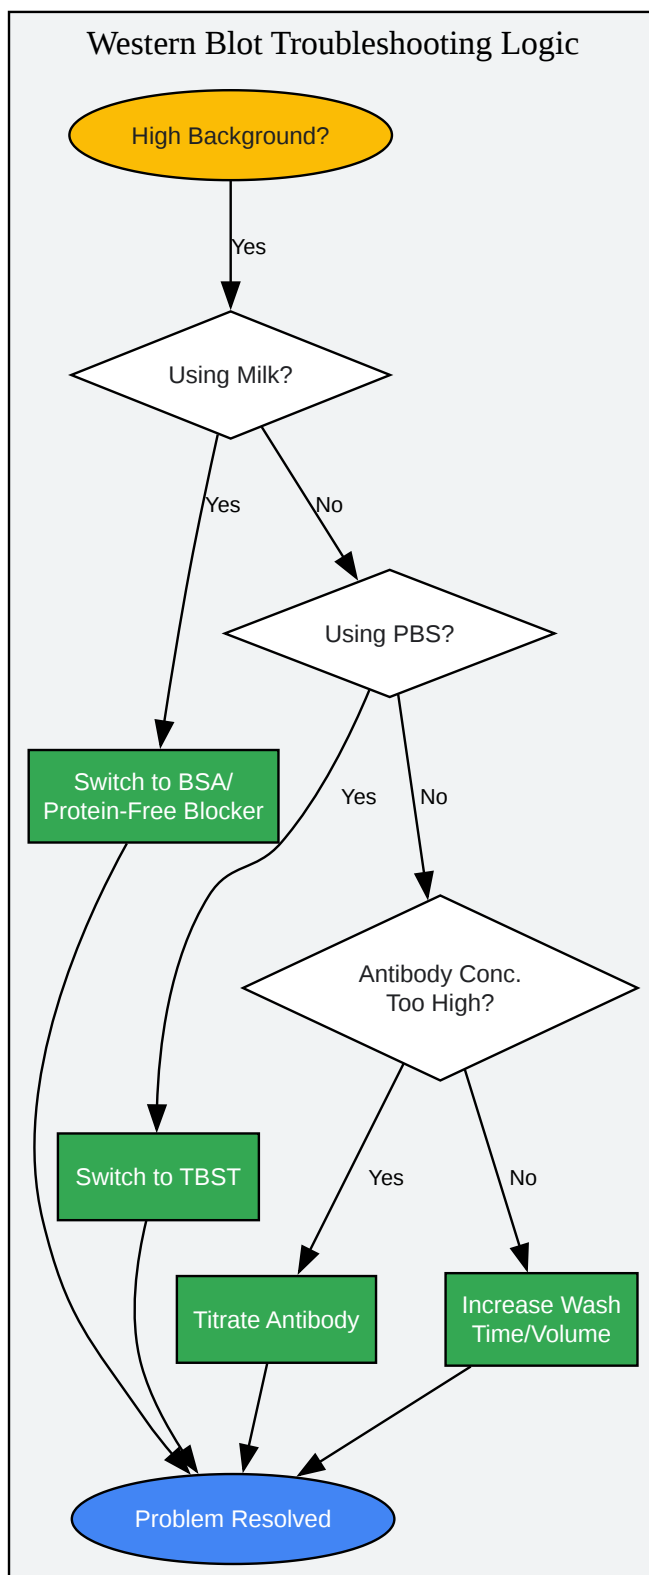 Western Blot Troubleshooting Logic
High Background?
Yes
Using Milk?
Yes
No
Using PBS?
Switch to BSA/
Protein-Free Blocker
Yes
No
Antibody Conc.
Too High?
Switch to TBST
Yes
No
Titrate Antibody
Increase Wash
Time/Volume
Problem Resolved